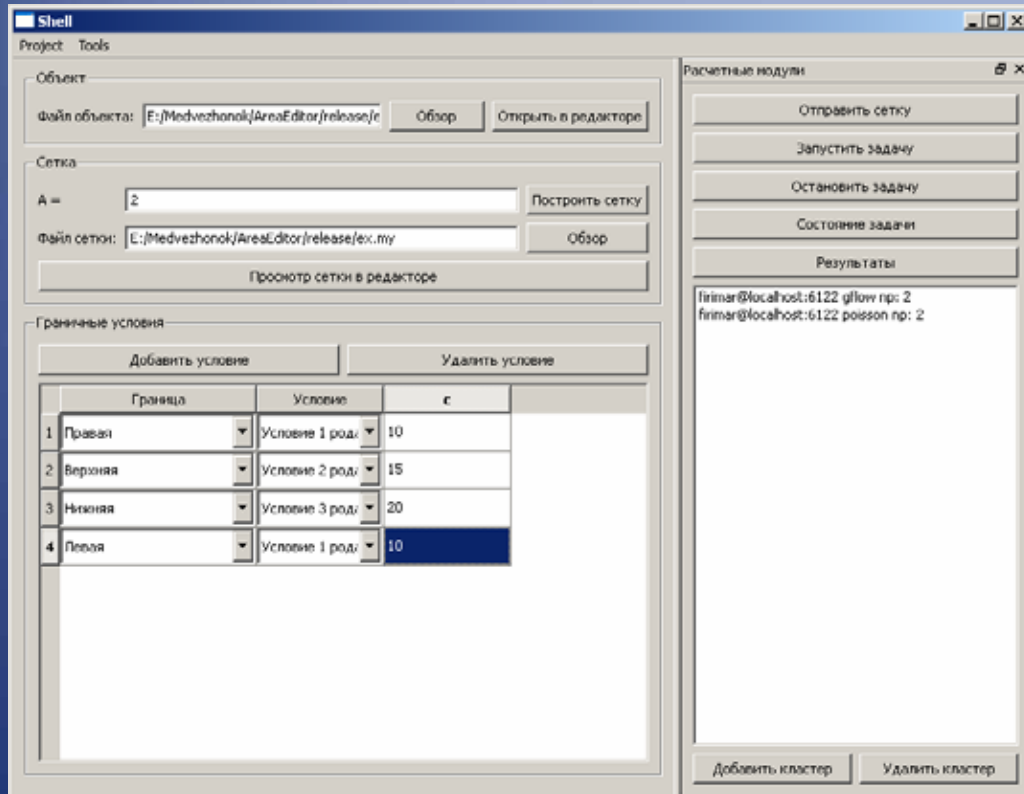 Shell
Project Tools
Объект
Файл объекта: E:/Medvezhonok/AreaEditor/release/e Обзор Открыть в редакторе
Сетка
A = 2 Построить сетку
Файл сетки: E:/Medvezhonok/AreaEditor/release/ex.my Обзор
Просмотр сетки в редакторе
Граничные условия
Добавить условие Удалить условие
Граница Условие c
1 Правая Условие 1 рода 10
2 Верхняя Условие 2 рода 15
3 Нижняя Условие 3 рода 20
4 Левая Условие 1 рода 10
Расчетные модули
Отправить сетку
Запустить задачу
Остановить задачу
Состояние задачи
Результаты
firimar@localhost:6122 gflow np: 2
firimar@localhost:6122 poisson np: 2
Добавить кластер Удалить кластер